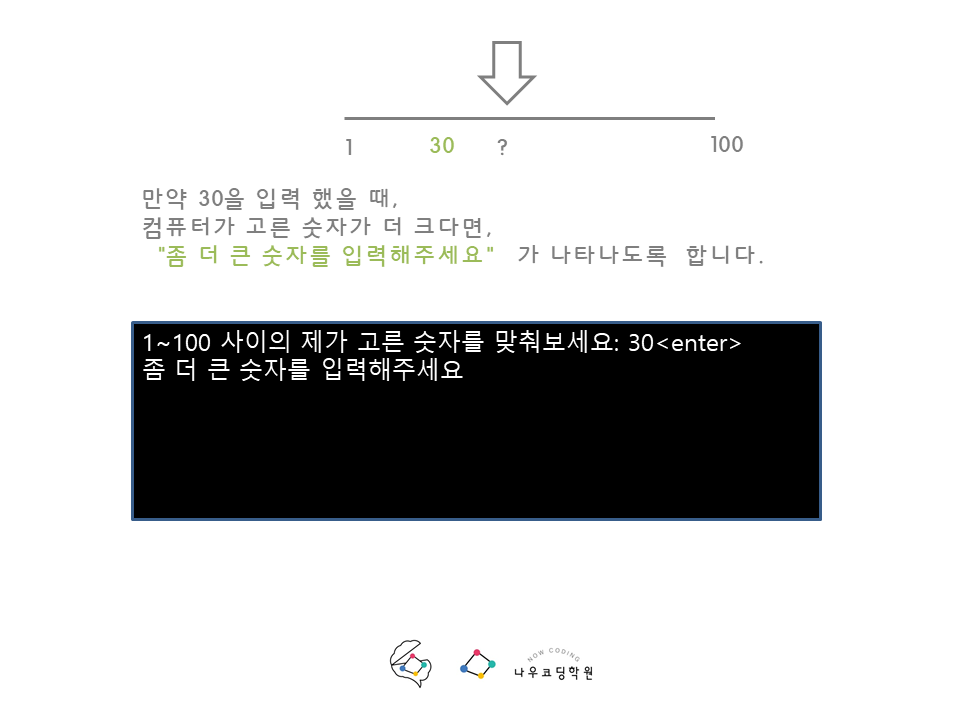 1 30 ? 100
만약 30을 입력 했을 때,
컴퓨터가 고른 숫자가 더 크다면,
"좀 더 큰 숫자를 입력해주세요" 가 나타나도록 합니다.
1~100 사이의 제가 고른 숫자를 맞춰보세요: 30<enter>
좀 더 큰 숫자를 입력해주세요
NOW CODING
나우코딩학원